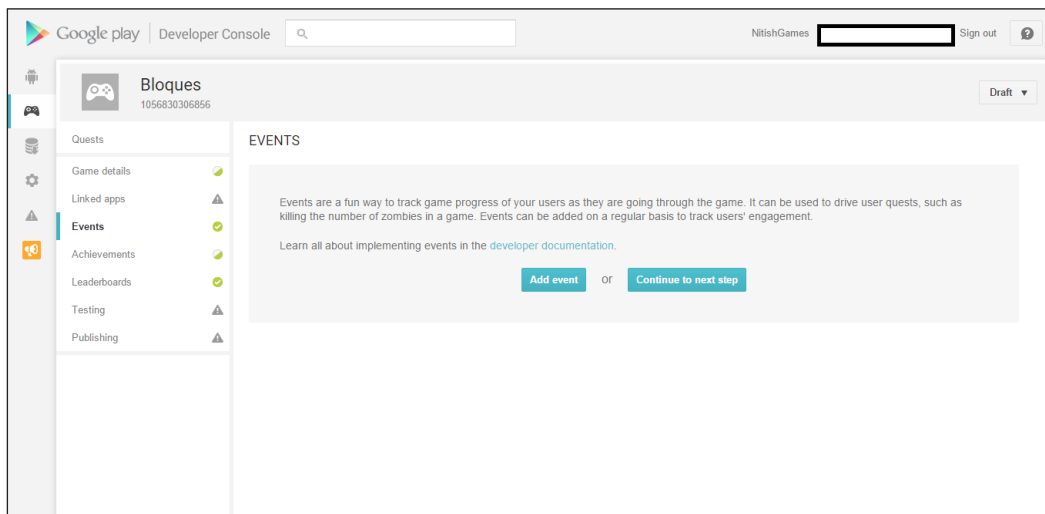 Google play | Developer Console
NitishGames
Sign out
Bloques
1056830306856
Draft
Quests
Game details
Linked apps
Events
Achievements
Leaderboards
Testing
Publishing
EVENTS
Events are a fun way to track game progress of your users as they are going through the game. It can be used to drive user quests, such as
killing the number of zombies in a game. Events can be added on a regular basis to track users' engagement.
Learn all about implementing events in the developer documentation.
Add event or Continue to next step